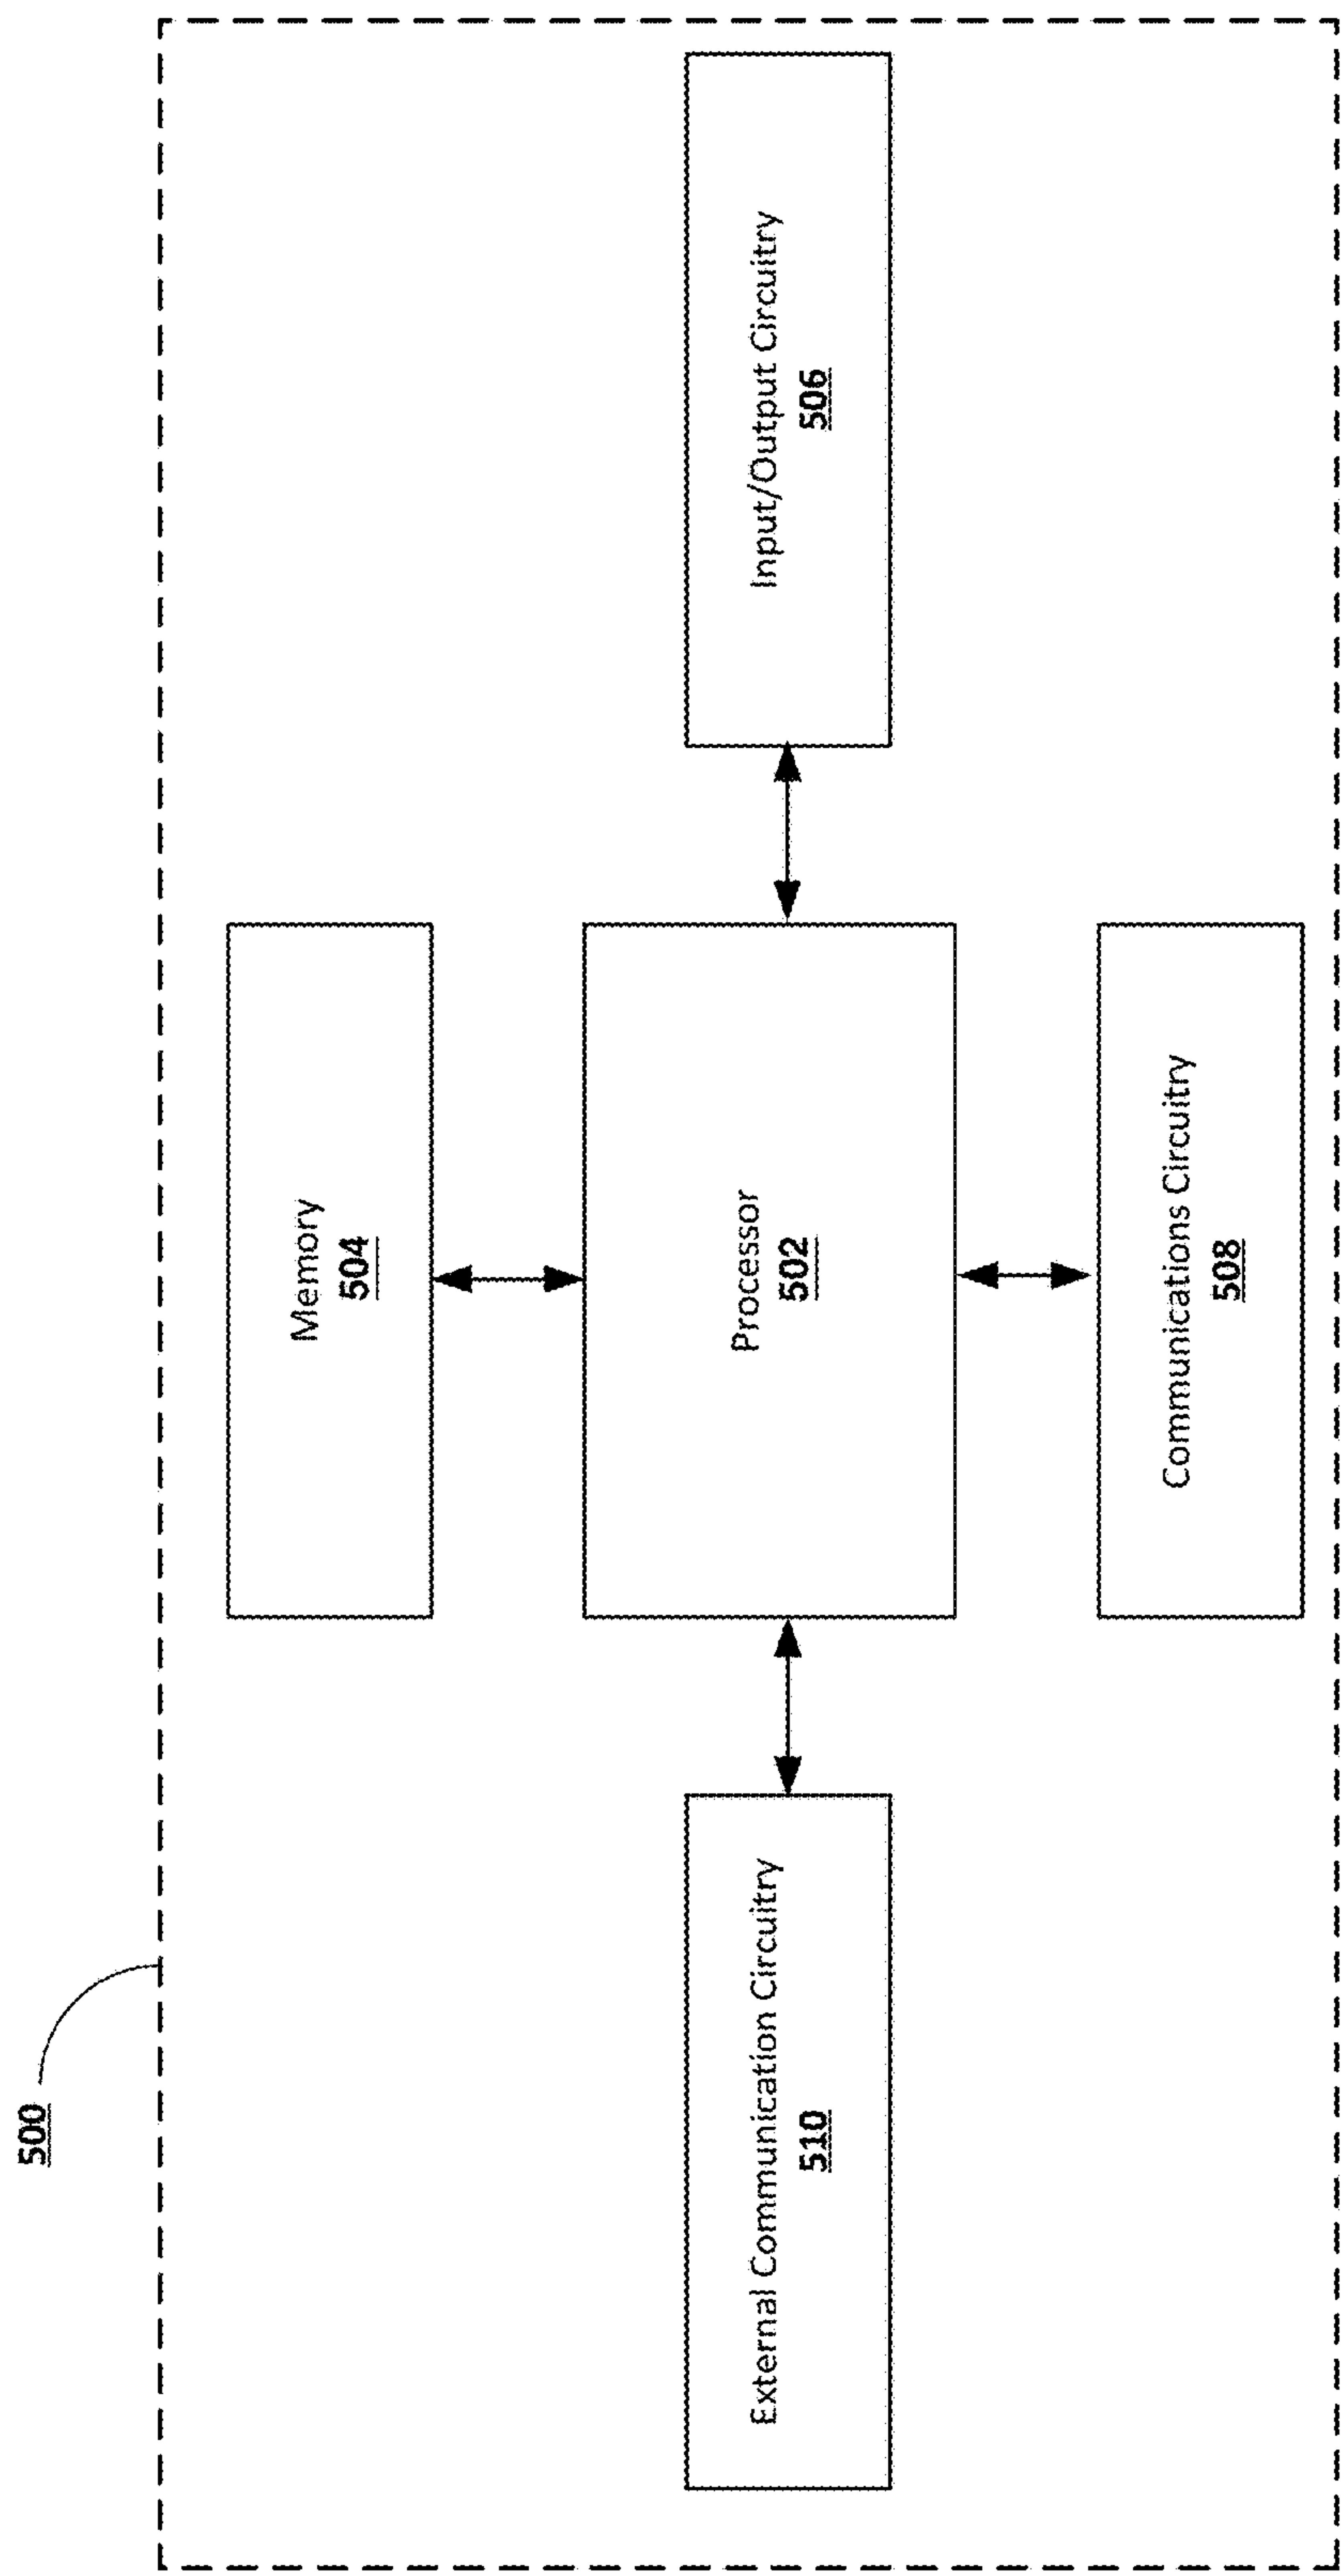 500
Memory
504
External Communication Circuitry
510
Processor
502
Input/Output Circuitry
506
Communications Circuitry
508